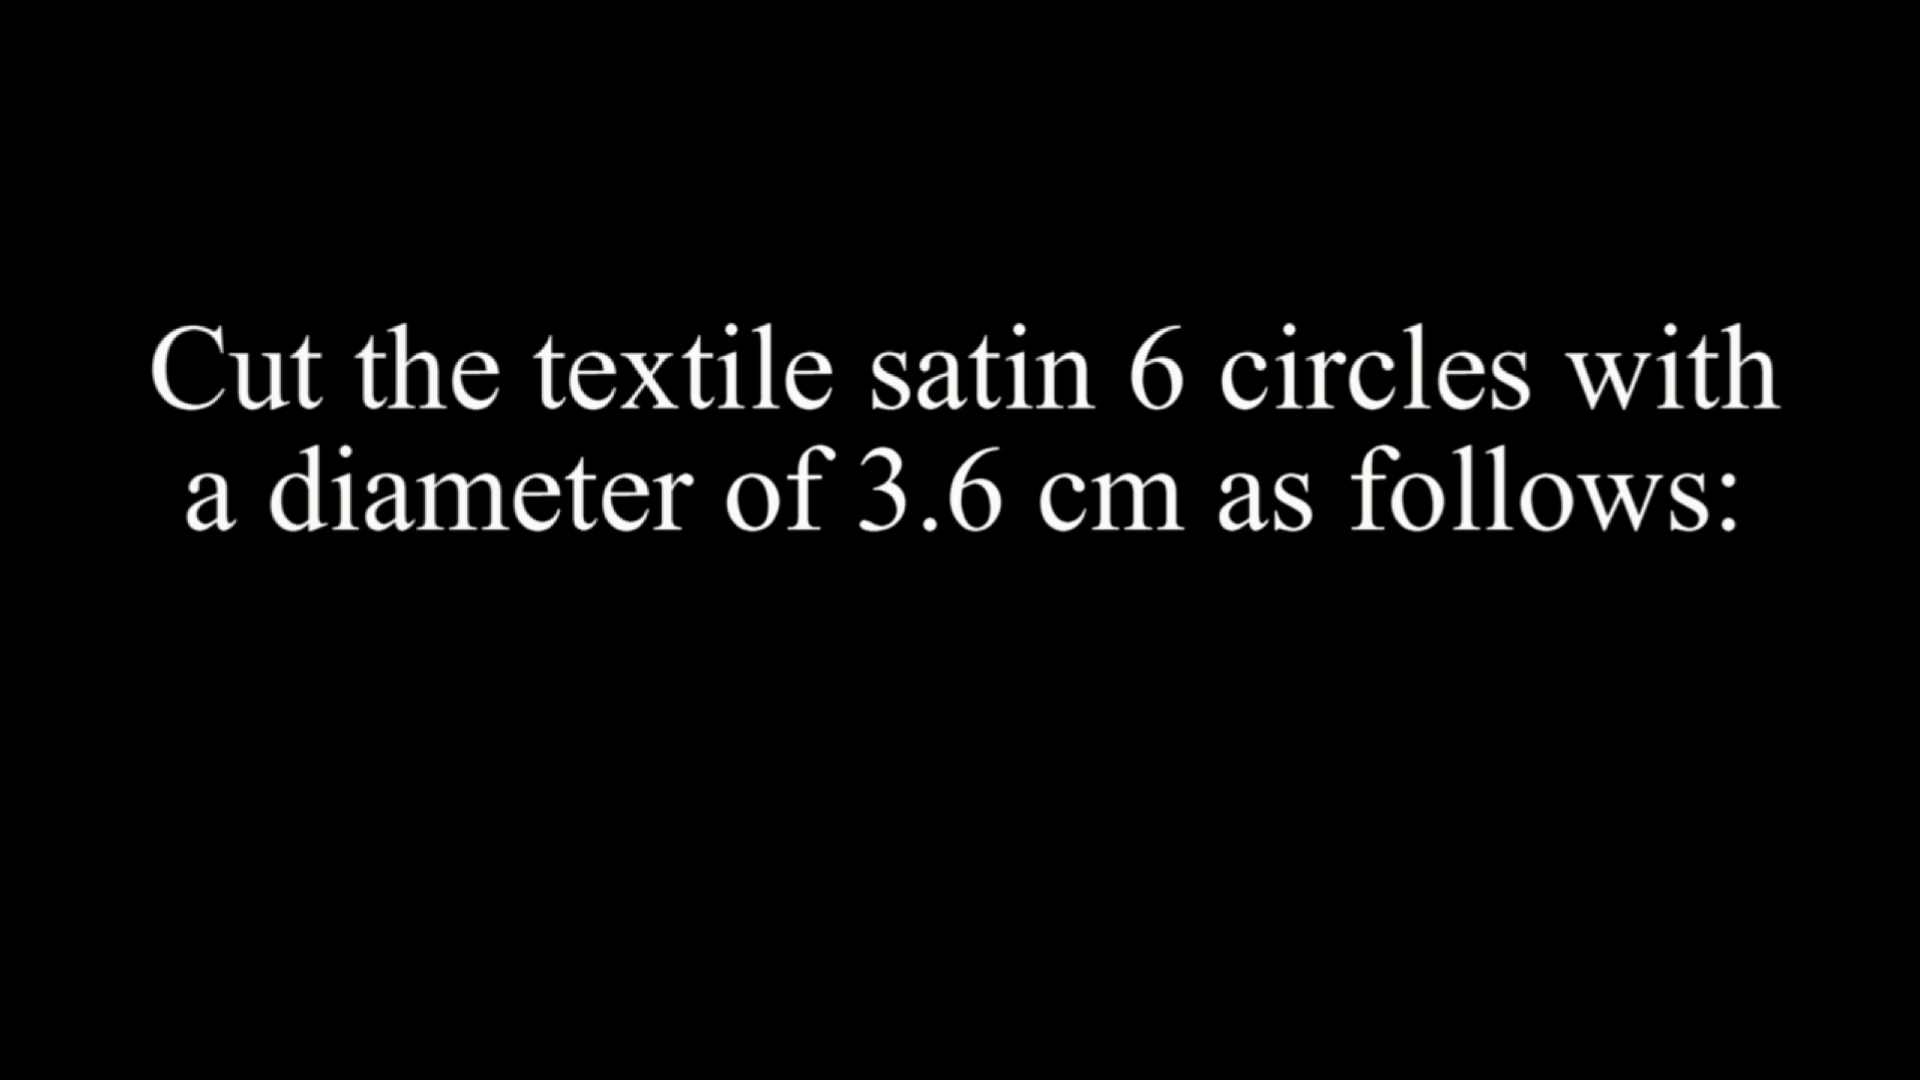 Cut the textile satin 6 circles with
a diameter of 3.6 cm as follows: